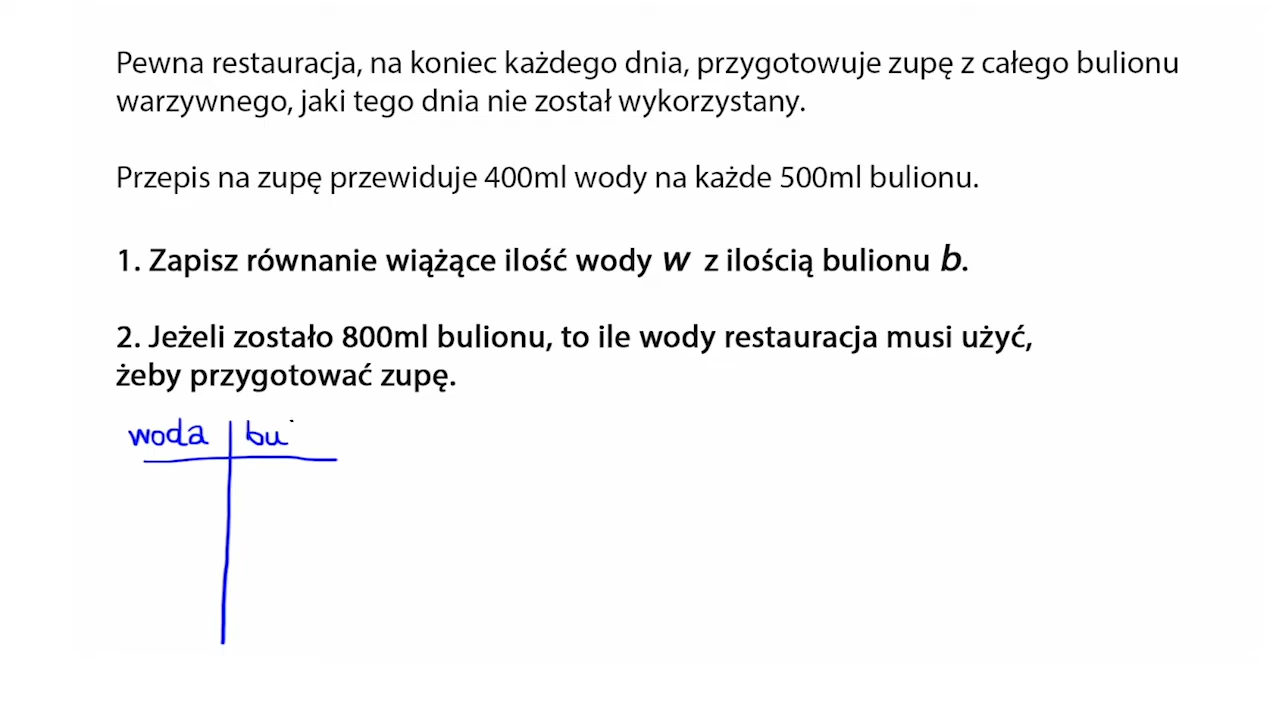 Pewna restauracja, na koniec każdego dnia, przygotowuje zupę z całego bulionu
warzywnego, jaki tego dnia nie został wykorzystany.
Przepis na zupę przewiduje 400ml wody na każde 500ml bulionu.
1. Zapisz równanie wiążące ilość wody w z ilością bulionu b.
2. Jeżeli zostało 800ml bulionu, to ile wody restauracja musi użyć,
żeby przygotować zupę.
woda bu